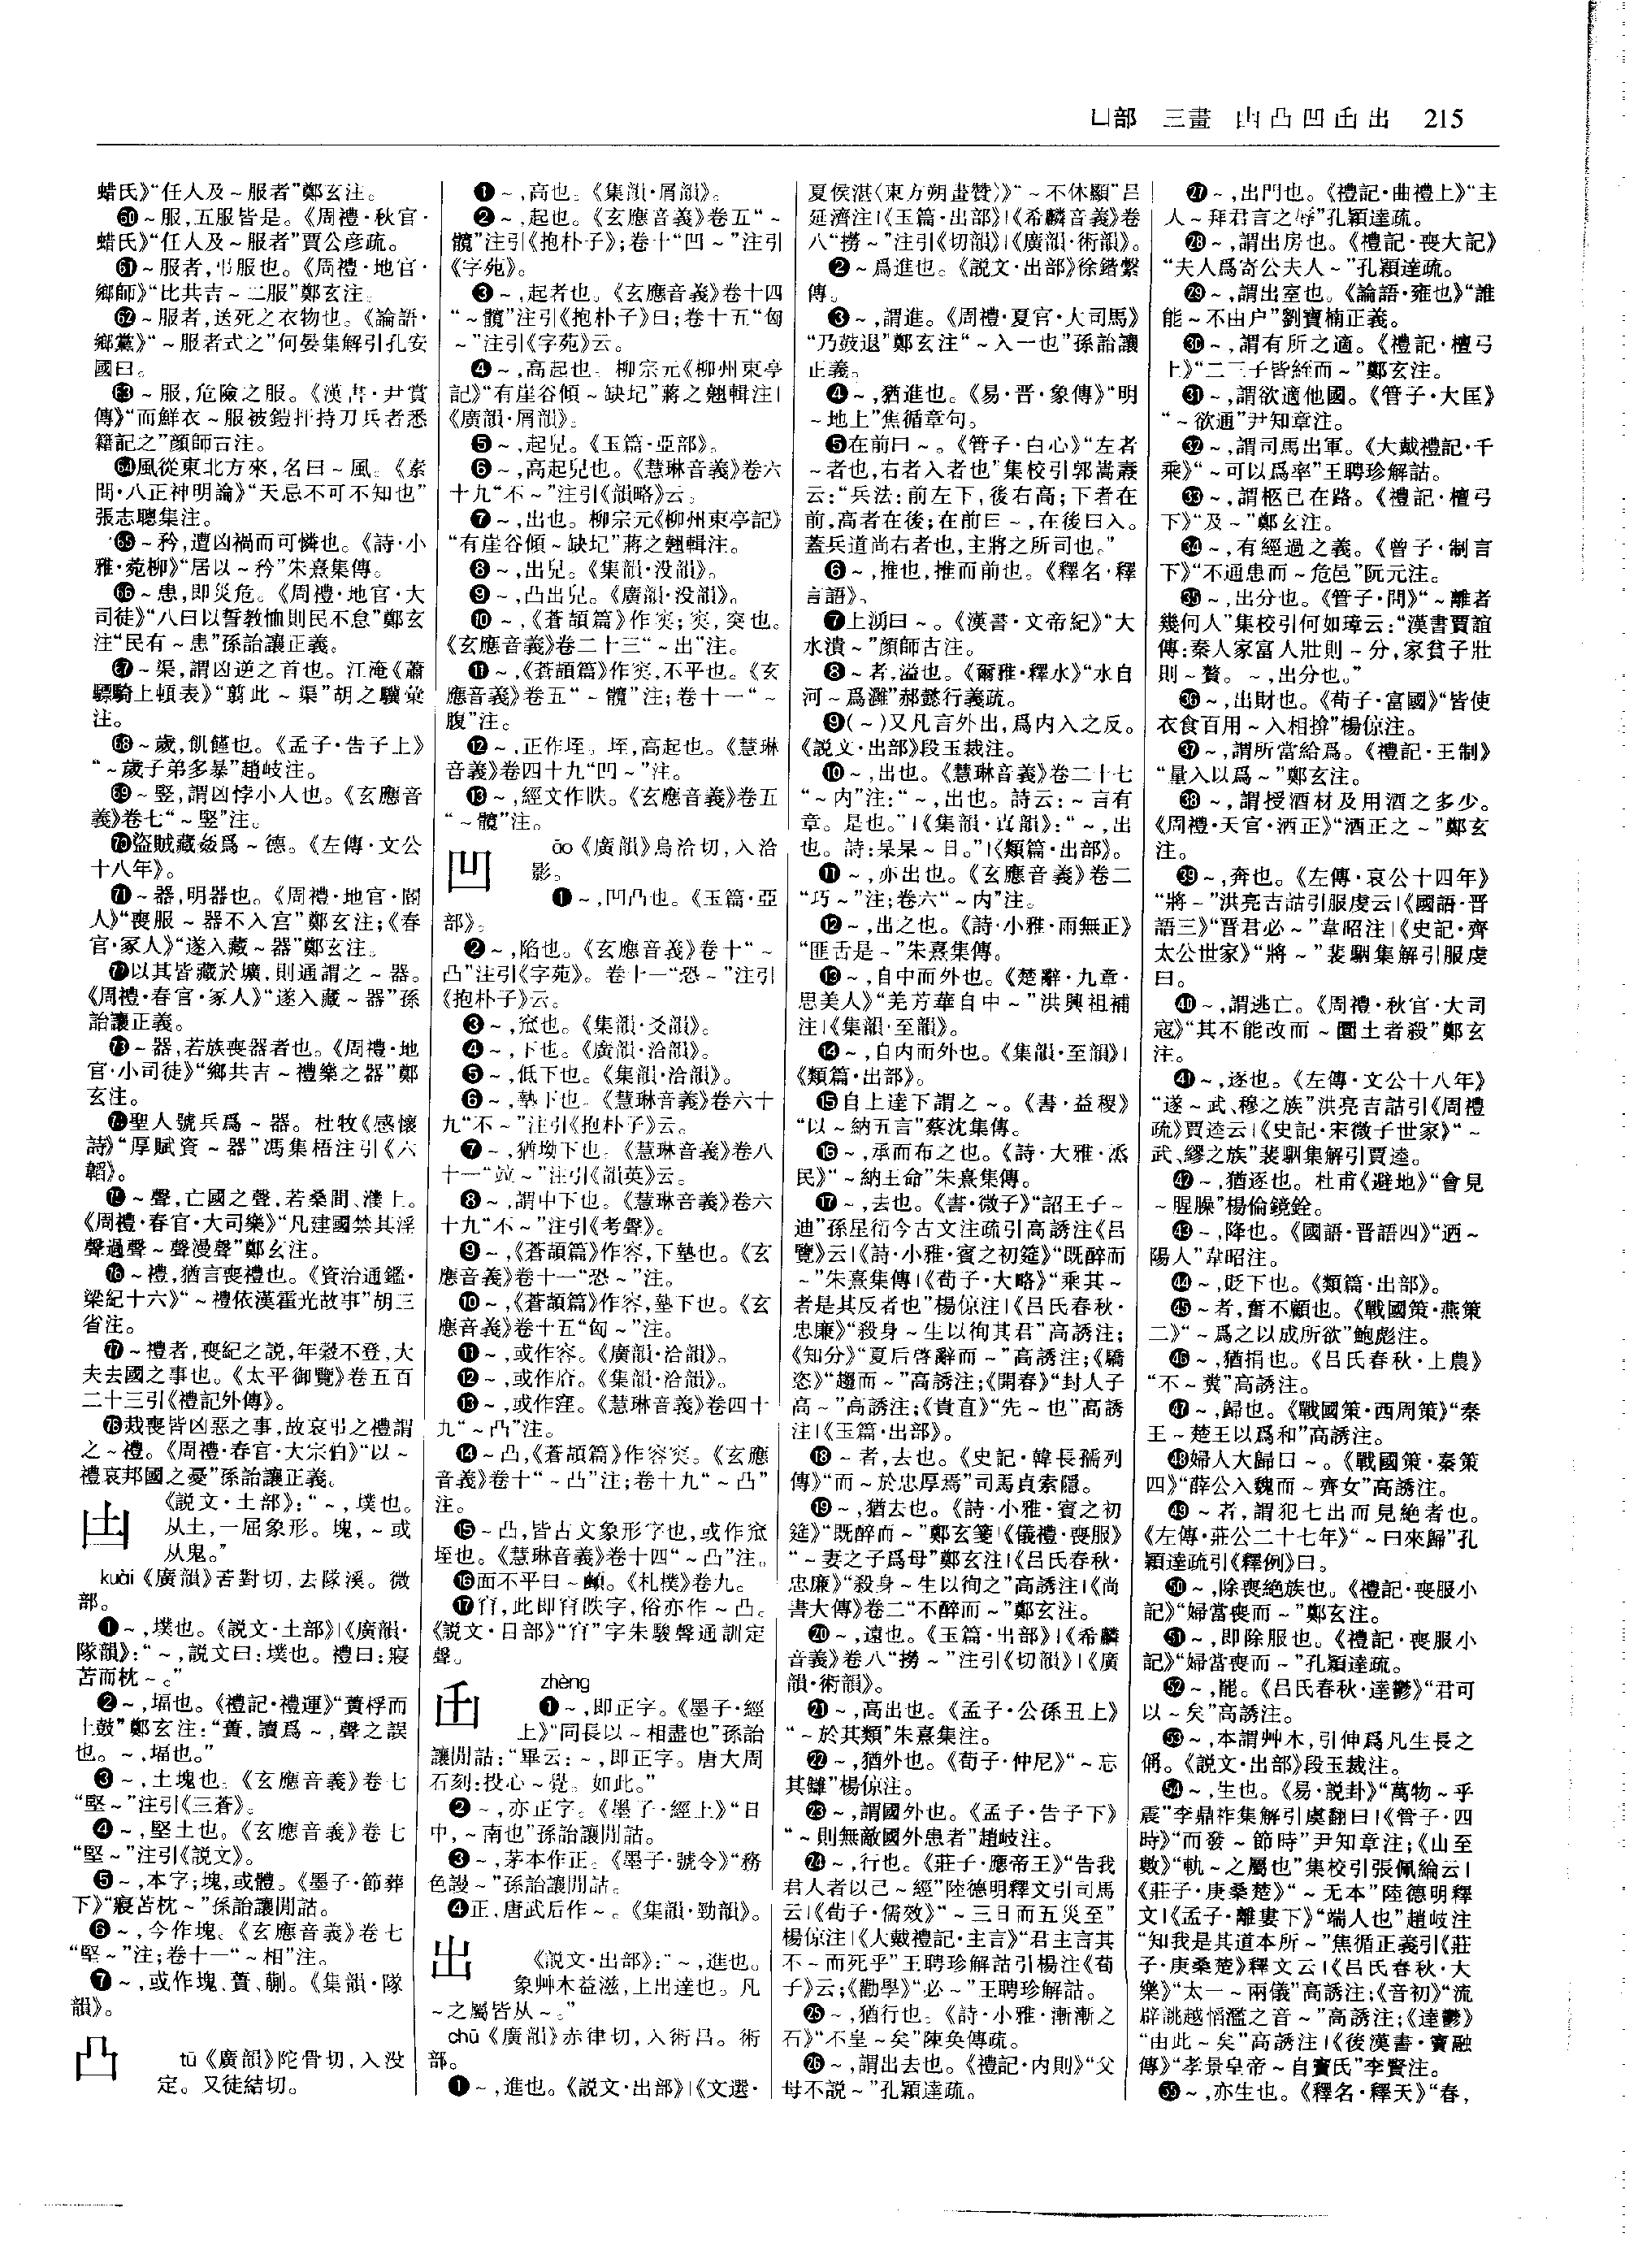 凵部 三畫 凷凸凹𠙺出 215
蜡氏》“任人及～服者”鄭玄注。
60～服，五服皆是。《周禮·秋官·
蜡氏》“任人及～服者”賈公彦疏。
61～服者，弔服也。《周禮·地官·
鄉師》“比共吉～二服”鄭玄注。
62～服者，送死之衣物也。《論語·
鄉黨》“～服者式之”何晏集解引孔安
國曰。
63～服，危險之服。《漢書·尹賞
傳》“而鮮衣～服被鎧扞持刀兵者悉
籍記之”顔師古注。
64風從東北方來，名曰～風。《素
問·八正神明論》“天忌不可不知也”
張志聰集注。
65～矜，遭凶禍而可憐也。《詩·小
雅·菀柳》“居以～矜”朱熹集傳。
66～患，即災危。《周禮·地官·大
司徒》“八曰以誓教恤則民不怠”鄭玄
注“民有～患”孫詒讓正義。
67～渠，謂凶逆之首也。江淹《蕭
驃騎上頓表》“翦此～渠”胡之驥彙
注。
68～歲，飢饉也。《孟子·告子上》
“～歲子弟多暴”趙岐注。
69～竪，謂凶悖小人也。《玄應音
義》卷七“～竪”注。
70盜賊藏姦爲～德。《左傳·文公
十八年》。
71～器，明器也。《周禮·地官·閽
人》“喪服～器不入宫”鄭玄注；《春
官·冢人》“遂入藏～器”鄭玄注。
72以其皆藏於壙，則通謂之～器。
《周禮·春官·冢人》“遂入藏～器”孫
詒讓正義。
73～器，若族喪器者也。《周禮·地
官·小司徒》“鄉共吉～禮樂之器”鄭
玄注。
74聖人號兵爲～器。杜牧《感懷
詩》“厚賦資～器”馮集梧注引《六
韜》。
75～聲，亡國之聲，若桑間、濮上。
《周禮·春官·大司樂》“凡建國禁其淫
聲過聲～聲漫聲”鄭玄注。
76～禮，猶言喪禮也。《資治通鑑·
梁紀十六》“～禮依漢霍光故事”胡三
省注。
77～禮者，喪紀之説，年穀不登，大
夫去國之事也。《太平御覽》卷五百
二十三引《禮記外傳》。
78烖喪皆凶惡之事，故哀弔之禮謂
之～禮。《周禮·春官·大宗伯》“以～
禮哀邦國之憂”孫詒讓正義。
凷 《説文·土部》：“～，墣也。
从土，一屈象形。塊，～或
从鬼。”
kuài《廣韻》苦對切，去隊溪。微
部。
❶～，墣也。《説文·土部》|《廣韻·
隊韻》：“～，説文曰：墣也。禮曰：寢
苫而枕～。”
❷～，堛也。《禮記·禮運》“蕢桴而
土鼓”鄭玄注：“蕢，讀爲～，聲之誤
也。～，堛也。”
❸～，土塊也。《玄應音義》卷七
“堅～”注引《三蒼》。
❹～，堅土也。《玄應音義》卷七
“堅～”注引《説文》。
❺～，本字；塊，或體。《墨子·節葬
下》“寢苫枕～”孫詒讓閒詁。
❻～，今作塊。《玄應音義》卷七
“堅～”注；卷十一“～相”注。
❼～，或作塊、蕢、蒯。《集韻·隊
韻》。
凸 tū《廣韻》陀骨切，入没
定。又徒結切。
❶～，高也。《集韻·屑韻》。
❷～，起也。《玄應音義》卷五“～
髖”注引《抱朴子》；卷十“凹～”注引
《字苑》。
❸～，起者也。《玄應音義》卷十四
“～髖”注引《抱朴子》曰；卷十五“匈
～”注引《字苑》云。
❹～，高起也。柳宗元《柳州東亭
記》“有崖谷傾～缺圮”蔣之翹輯注|
《廣韻·屑韻》。
❺～，起皃。《玉篇·亞部》。
❻～，高起皃也。《慧琳音義》卷六
十九“不～”注引《韻略》云。
❼～，出也。柳宗元《柳州東亭記》
“有崖谷傾～缺圮”蔣之翹輯注。
❽～，出皃。《集韻·没韻》。
❾～，凸出皃。《廣韻·没韻》。
❿～，《蒼頡篇》作突；突，突也。
《玄應音義》卷二十三“～出”注。
⓫～，《蒼頡篇》作突，不平也。《玄
應音義》卷五“～髖”注；卷十一“～
腹”注。
⓬～，正作垤。垤，高起也。《慧琳
音義》卷四十九“凹～”注。
⓭～，經文作胅。《玄應音義》卷五
“～髖”注。
凹 āo《廣韻》烏洽切，入洽
影。
❶～，凹凸也。《玉篇·亞
部》。
❷～，陷也。《玄應音義》卷十“～
凸”注引《字苑》。卷十一“恐～”注引
《抱朴子》云。
❸～，窊也。《集韻·爻韻》。
❹～，下也。《廣韻·洽韻》。
❺～，低下也。《集韻·洽韻》。
❻～，墊下也。《慧琳音義》卷六十
九“不～”注引《抱朴子》云。
❼～，猶坳下也。《慧琳音義》卷八
十一“竝～”注引《韻英》云。
❽～，謂中下也。《慧琳音義》卷六
十九“不～”注引《考聲》。
❾～，《蒼頡篇》作容，下墊也。《玄
應音義》卷十一“恐～”注。
❿～，《蒼頡篇》作容，墊下也。《玄
應音義》卷十五“匈～”注。
⓫～，或作容。《廣韻·洽韻》。
⓬～，或作㾎。《集韻·洽韻》。
⓭～，或作窪。《慧琳音義》卷四十
九“～凸”注。
⓮～凸，《蒼頡篇》作容突。《玄應
音義》卷十“～凸”注；卷十九“～凸”
注。
⓯～凸，皆古文象形字也，或作窊
垤也。《慧琳音義》卷十四“～凸”注。
⓰面不平曰～䫜。《札樸》卷九。
⓱㝈，此即㝈胅字，俗亦作～凸。
《説文·目部》“㝈”字朱駿聲通訓定
聲。
𠙺 zhèng
❶～，即正字。《墨子·經
上》“同長以～相盡也”孫詒
讓閒詁：“畢云：～，即正字。唐大周
石刻：投心～覺。如此。”
❷～，亦正字。《墨子·經上》“日
中，～南也”孫詒讓閒詁。
❸～，茅本作正。《墨子·號令》“務
色謾～”孫詒讓閒詁。
❹正，唐武后作～。《集韻·勁韻》。
出 《説文·出部》：“～，進也。
象艸木益滋，上出達也。凡
～之屬皆从～。”
chū《廣韻》赤律切，入術昌。術
部。
❶～，進也。《説文·出部》|《文選·
夏侯湛〈東方朔畫贊〉》“～不休顯”吕
延濟注|《玉篇·出部》|《希麟音義》卷
八“撈～”注引《切韻》|《廣韻·術韻》。
❷～爲進也。《説文·出部》徐鍇繫
傳。
❸～，謂進。《周禮·夏官·大司馬》
“乃鼓退”鄭玄注“～入一也”孫詒讓
正義。
❹～，猶進也。《易·晋·象傳》“明
～地上”焦循章句。
❺在前曰～。《管子·白心》“左者
～者也，右者入者也”集校引郭嵩燾
云：“兵法：前左下，後右高；下者在
前，高者在後；在前曰～，在後曰入。
蓋兵道尚右者也，主將之所司也。”
❻～，推也，推而前也。《釋名·釋
言語》。
❼上湧曰～。《漢書·文帝紀》“大
水潰～”顔師古注。
❽～者，溢也。《爾雅·釋水》“水自
河～爲灉”郝懿行義疏。
❾（～）又凡言外出，爲内入之反。
《説文·出部》段玉裁注。
❿～，出也。《慧琳音義》卷二十七
“～内”注：“～，出也。詩云：～言有
章。是也。”|《集韻·寘韻》：“～，出
也。詩：杲杲～日。”|《類篇·出部》。
⓫～，亦出也。《玄應音義》卷二
“巧～”注；卷六“～内”注。
⓬～，出之也。《詩·小雅·雨無正》
“匪舌是～”朱熹集傳。
⓭～，自中而外也。《楚辭·九章·
思美人》“羌芳華自中～”洪興祖補
注|《集韻·至韻》。
⓮～，自内而外也。《集韻·至韻》|
《類篇·出部》。
⓯自上達下謂之～。《書·益稷》
“以～納五言”蔡沈集傳。
⓰～，承而布之也。《詩·大雅·烝
民》“～納王命”朱熹集傳。
⓱～，去也。《書·微子》“詔王子～
迪”孫星衍今古文注疏引高誘注《吕
覽》云|《詩·小雅·賓之初筵》“既醉而
～”朱熹集傳|《荀子·大略》“乘其～
者是其反者也”楊倞注|《吕氏春秋·
忠廉》“殺身～生以徇其君”高誘注；
《知分》“夏后啓辭而～”高誘注；《驕
恣》“趨而～”高誘注；《開春》“封人子
高～”高誘注；《貴直》“先～也”高誘
注|《玉篇·出部》。
⓲～者，去也。《史記·韓長孺列
傳》“而～於忠厚焉”司馬貞索隱。
⓳～，猶去也。《詩·小雅·賓之初
筵》“既醉而～”鄭玄箋|《儀禮·喪服》
“～妻之子爲母”鄭玄注|《吕氏春秋·
忠廉》“殺身～生以徇之”高誘注|《尚
書大傳》卷二“不醉而～”鄭玄注。
⓴～，遠也。《玉篇·出部》|《希麟
音義》卷八“撈～”注引《切韻》|《廣
韻·術韻》。
21～，高出也。《孟子·公孫丑上》
“～於其類”朱熹集注。
22～，猶外也。《荀子·仲尼》“～忘
其讎”楊倞注。
23～，謂國外也。《孟子·告子下》
“～則無敵國外患者”趙岐注。
24～，行也。《莊子·應帝王》“告我
君人者以己～經”陸德明釋文引司馬
云|《荀子·儒效》“～三日而五災至”
楊倞注|《大戴禮記·主言》“君主言其
不～而死乎”王聘珍解詁引楊注《荀
子》云；《勸學》“必～”王聘珍解詁。
25～，猶行也。《詩·小雅·漸漸之
石》“不皇～矣”陳奂傳疏。
26～，謂出去也。《禮記·内則》“父
母不説～”孔穎達疏。
27～，出門也。《禮記·曲禮上》“主
人～拜君言之辱”孔穎達疏。
28～，謂出房也。《禮記·喪大記》
“夫人爲寄公夫人～”孔穎達疏。
29～，謂出室也。《論語·雍也》“誰
能～不由户”劉寶楠正義。
30～，謂有所之適。《禮記·檀弓
上》“二三子皆絰而～”鄭玄注。
31～，謂欲適他國。《管子·大匡》
“～欲通”尹知章注。
32～，謂司馬出軍。《大戴禮記·千
乘》“～可以爲率”王聘珍解詁。
33～，謂柩已在路。《禮記·檀弓
下》“及～”鄭玄注。
34～，有經過之義。《曾子·制言
下》“不通患而～危邑”阮元注。
35～，出分也。《管子·問》“～離者
幾何人”集校引何如璋云：“漢書賈誼
傳：秦人家富人壯則～分，家貧子壯
則～贅。～，出分也。”
36～，出財也。《荀子·富國》“皆使
衣食百用～入相揜”楊倞注。
37～，謂所當給爲。《禮記·王制》
“量入以爲～”鄭玄注。
38～，謂授酒材及用酒之多少。
《周禮·天官·酒正》“酒正之～”鄭玄
注。
39～，奔也。《左傳·哀公十四年》
“將～”洪亮吉詁引服虔云|《國語·晋
語三》“晋君必～”韋昭注|《史記·齊
太公世家》“將～”裴駰集解引服虔
曰。
40～，謂逃亡。《周禮·秋官·大司
寇》“其不能改而～圜土者殺”鄭玄
注。
41～，逐也。《左傳·文公十八年》
“遂～武、穆之族”洪亮吉詁引《周禮
疏》賈逵云|《史記·宋微子世家》“～
武、繆之族”裴駰集解引賈逵。
42～，猶逐也。杜甫《避地》“會見
～腥臊”楊倫鏡銓。
43～，降也。《國語·晋語四》“迺～
陽人”韋昭注。
44～，貶下也。《類篇·出部》。
45～者，奮不顧也。《戰國策·燕策
二》“～爲之以成所欲”鮑彪注。
46～，猶捐也。《吕氏春秋·上農》
“不～糞”高誘注。
47～，歸也。《戰國策·西周策》“秦
王～楚王以爲和”高誘注。
48婦人大歸曰～。《戰國策·秦策
四》“薛公入魏而～齊女”高誘注。
49～者，謂犯七出而見絶者也。
《左傳·莊公二十七年》“～曰來歸”孔
穎達疏引《釋例》曰。
50～，除喪絶族也。《禮記·喪服小
記》“婦當喪而～”鄭玄注。
51～，即除服也。《禮記·喪服小
記》“婦當喪而～”孔穎達疏。
52～，罷。《吕氏春秋·達鬱》“君可
以～矣”高誘注。
53～，本謂艸木，引伸爲凡生長之
偁。《説文·出部》段玉裁注。
54～，生也。《易·説卦》“萬物～乎
震”李鼎祚集解引虞翻曰|《管子·四
時》“而發～節時”尹知章注；《山至
數》“軌～之屬也”集校引張佩綸云|
《莊子·庚桑楚》“～无本”陸德明釋
文|《孟子·離婁下》“端人也”趙岐注
“知我是其道本所～”焦循正義引《莊
子·庚桑楚》釋文云|《吕氏春秋·大
樂》“太一～兩儀”高誘注；《音初》“流
辟誂越慆濫之音～”高誘注；《達鬱》
“由此～矣”高誘注|《後漢書·竇融
傳》“孝景皇帝～自竇氏”李賢注。
55～，亦生也。《釋名·釋天》“春，